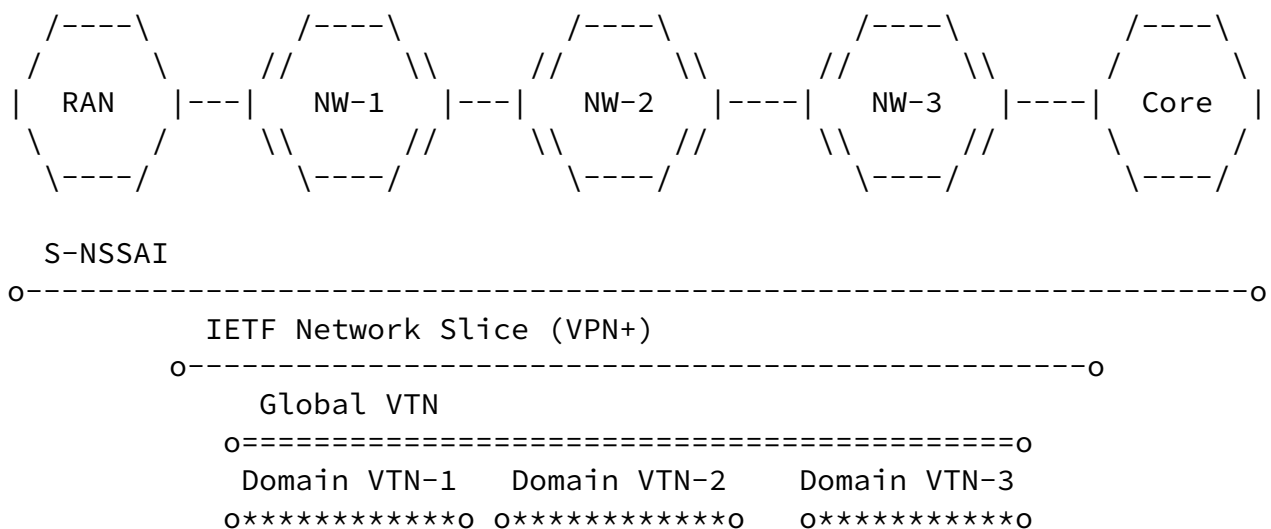 RAN NW-1 NW-2 NW-3 Core
S-NSSAI
IETF Network Slice (VPN+)
Global VTN
Domain VTN-1 Domain VTN-2 Domain VTN-3